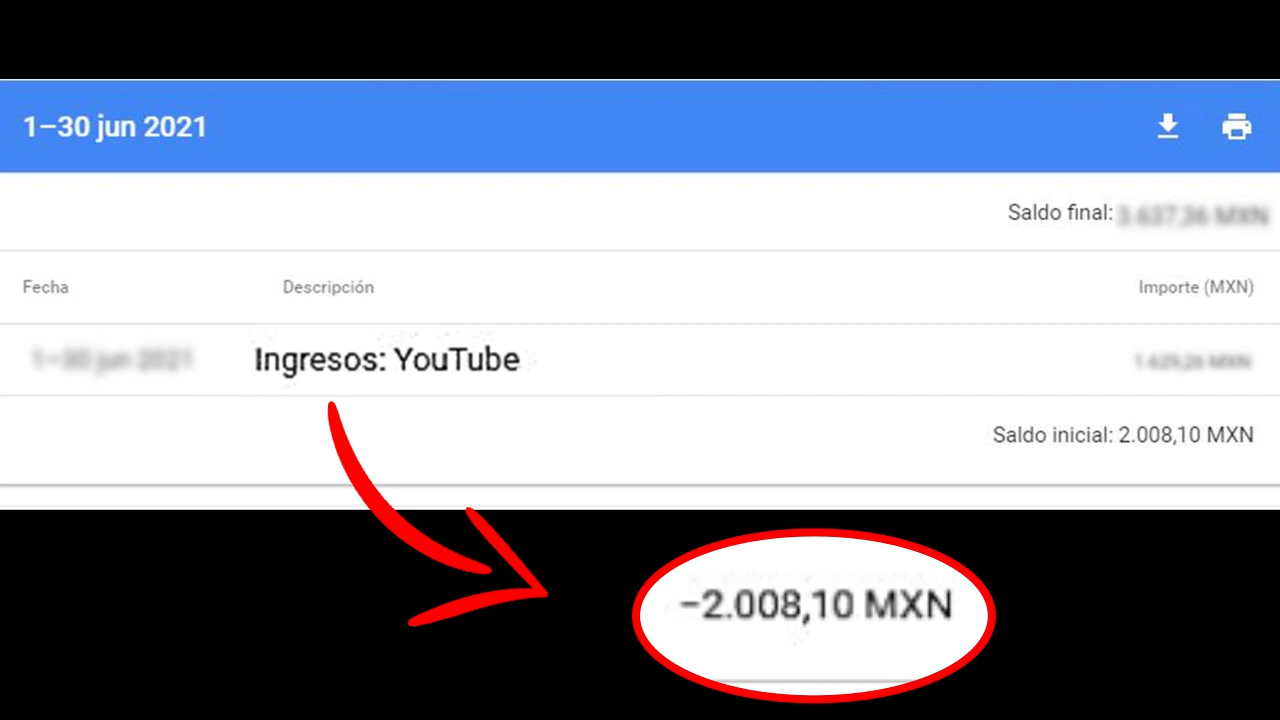 1–30 jun 2021
Saldo final:
Fecha Descripción Importe (MXN)
Ingresos: YouTube
Saldo inicial: 2.008,10 MXN
−2.008,10 MXN